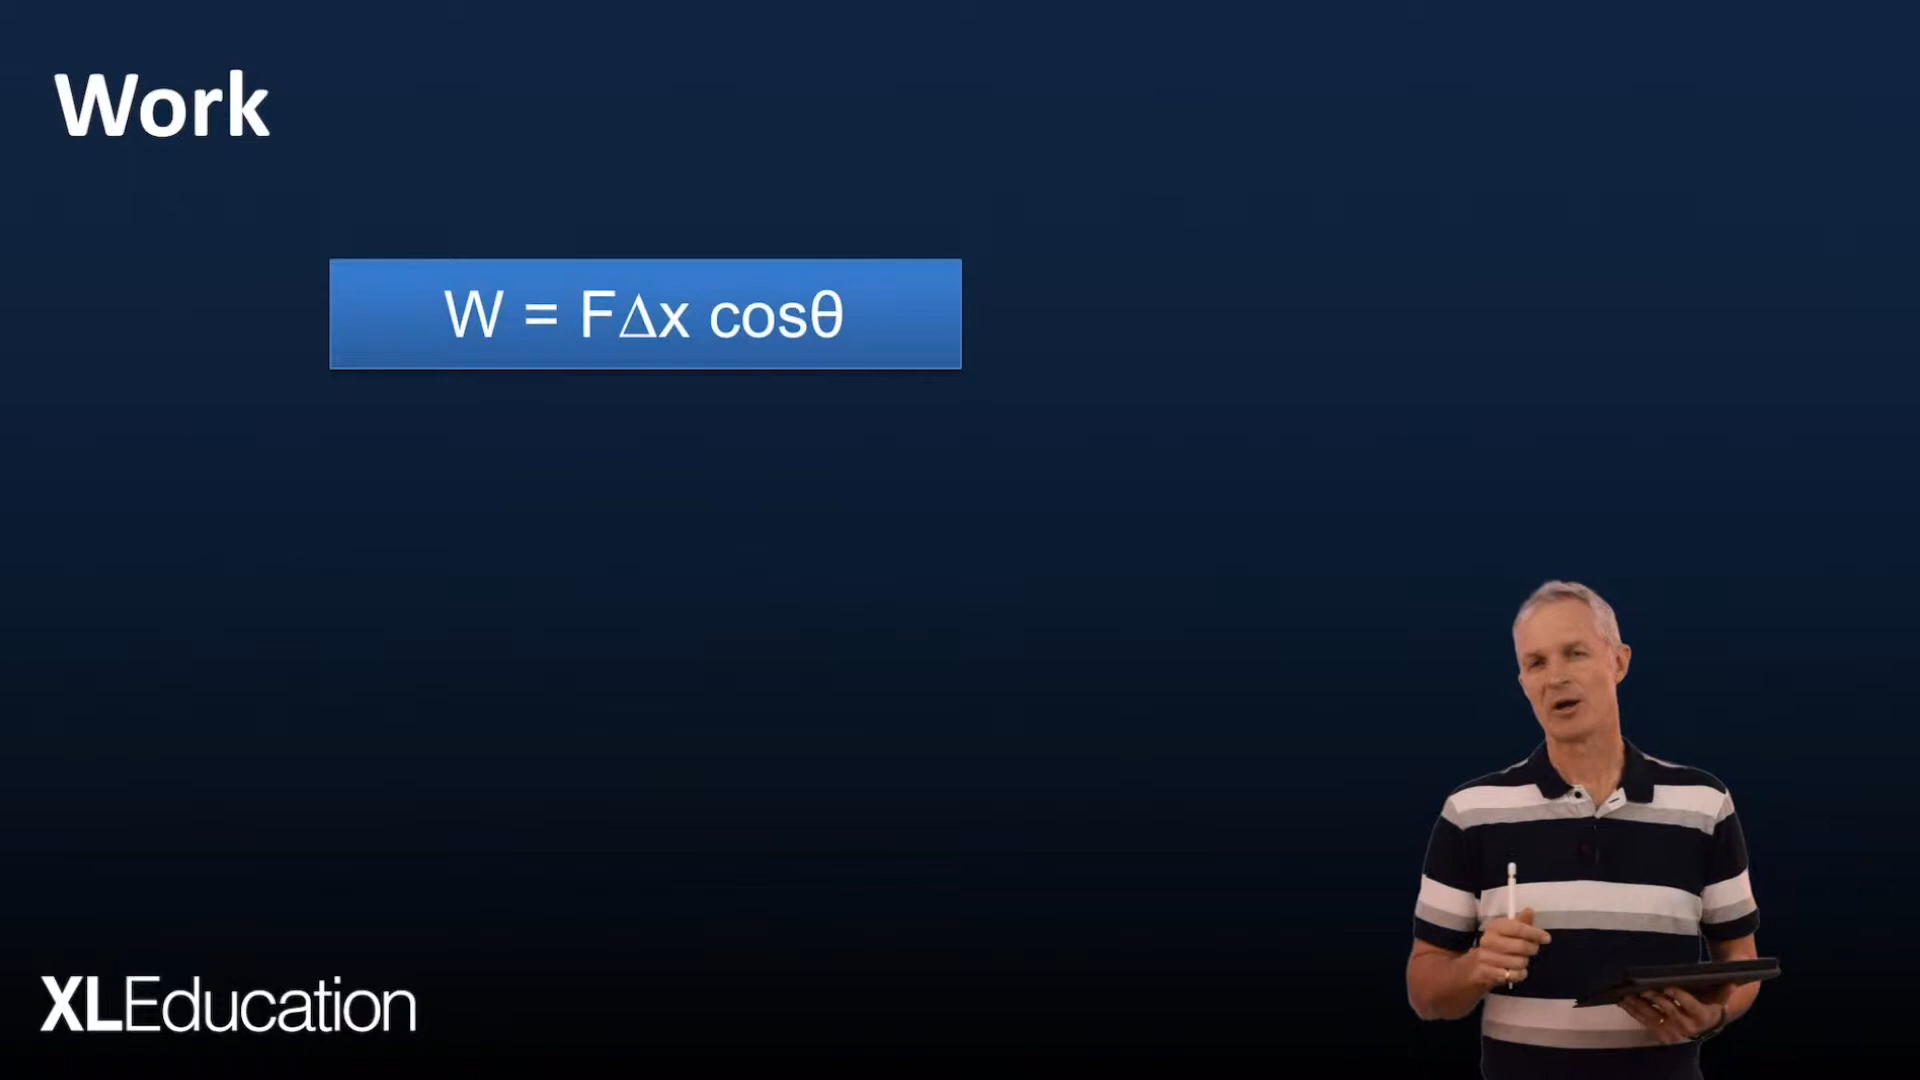 Work
W = FΔx cosθ
XLEducation